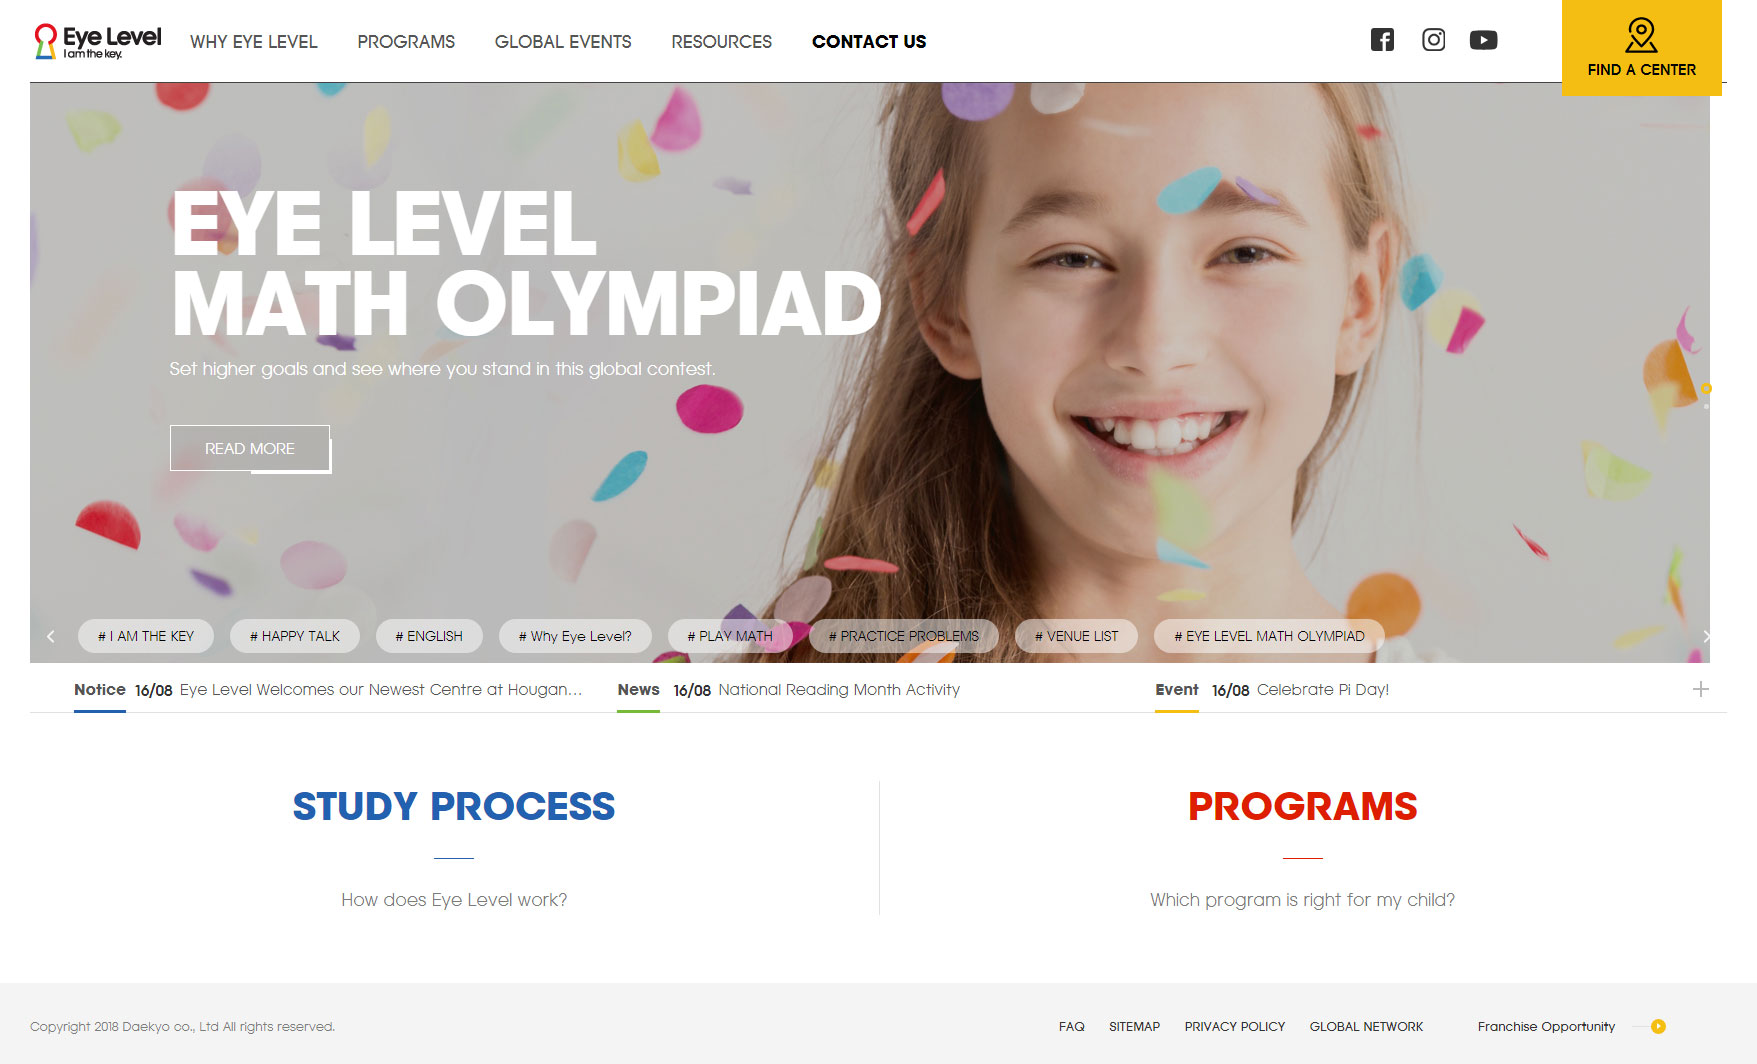 Eye Level
I am the key.
WHY EYE LEVEL
PROGRAMS
GLOBAL EVENTS
RESOURCES
CONTACT US
FIND A CENTER
EYE LEVEL
MATH OLYMPIAD
Set higher goals and see where you stand in this global contest.
READ MORE
# I AM THE KEY
# HAPPY TALK
# ENGLISH
# Why Eye Level?
# PLAY MATH
# PRACTICE PROBLEMS
# VENUE LIST
# EYE LEVEL MATH OLYMPIAD
Notice 16/08 Eye Level Welcomes our Newest Centre at Hougan...
News 16/08 National Reading Month Activity
Event 16/08 Celebrate Pi Day!
STUDY PROCESS
How does Eye Level work?
PROGRAMS
Which program is right for my child?
Copyright 2018 Daekyo co., Ltd All rights reserved.
FAQ
SITEMAP
PRIVACY POLICY
GLOBAL NETWORK
Franchise Opportunity